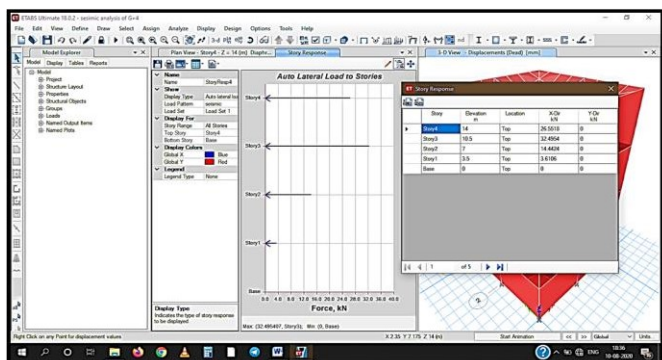 ETABS Ultimate 18.0.2 - seismic analysis of G+4
File Edit View Define Draw Select Assign Analyze Display Design Options Tools Help
Model Explorer
Model Display Tables Reports
Model
Project
Structure Layout
Properties
Structural Objects
Groups
Loads
Named Output Items
Named Plots
Plan View - Story4 - Z = 14 (m) Diaphr...
Story Response
3-D View Displacements (Dead) [mm]
Name
Name StoryResp4
Show
Display Type Auto lateral loa
Load Pattern seismic
Load Set Load Set 1
Display For
Story Range All Stories
Top Story Story4
Bottom Story Base
Display Colors
Global X Blue
Global Y Red
Legend
Legend Type None
Display Type
Indicates the type of story response to be displayed
Auto Lateral Load to Stories
Story4
Story3
Story2
Story1
Base
0.0 4.0 8.0 12.0 16.0 20.0 24.0 28.0 32.0 36.0 40.0
Force, kN
Max: (32.495407, Story3); Min: (0, Base)
Story Response
Story Elevation Location X-Dir Y-Dir
m kN kN
Story4 14 Top 26.5510 0
Story3 10.5 Top 32.4954 0
Story2 7 Top 14.4424 0
Story1 3.5 Top 3.6106 0
Base 0 Top 0 0
1 of 5
2
Right Click on any Point for displacement values
X 2.35 Y 7.175 Z 14 (m)
Start Animation
<< >> Global Units
ENG 18:36
10-08-2020